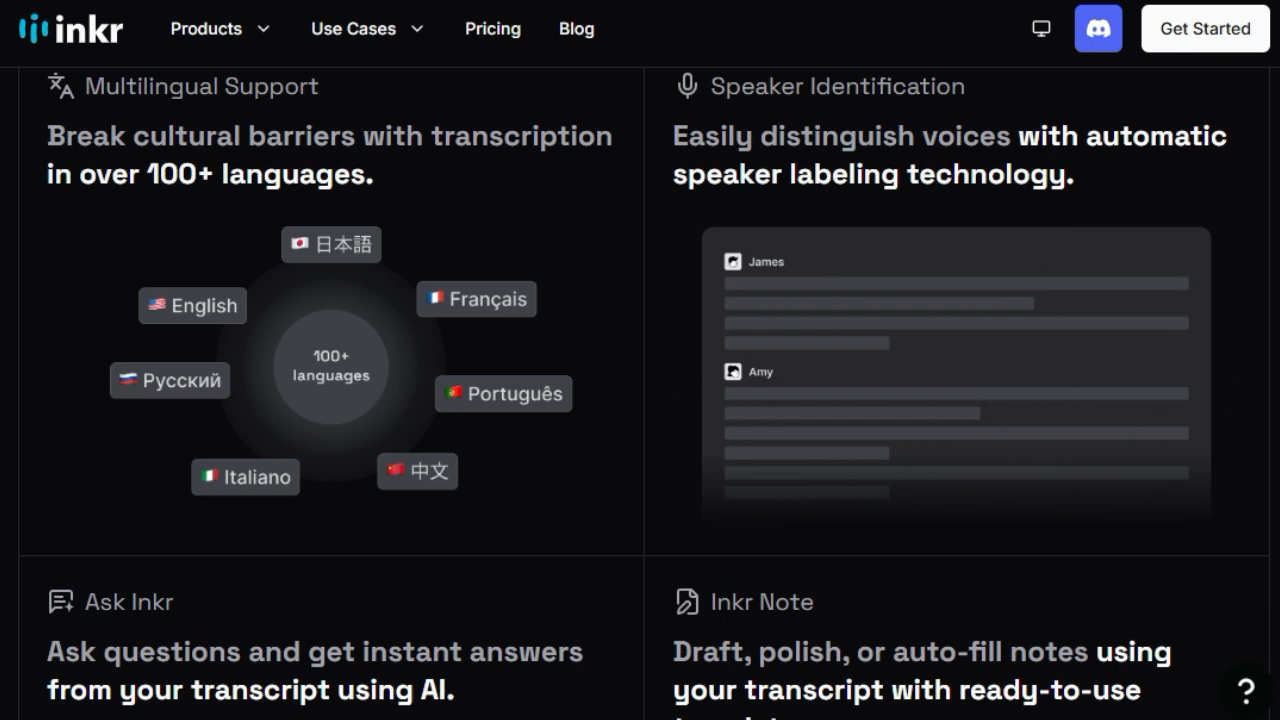 inkr
Products
Use Cases
Pricing
Blog
Get Started
Multilingual Support
Break cultural barriers with transcription
in over 100+ languages.
日本語
English
Français
100+
languages
Русский
Português
Italiano
中文
Speaker Identification
Easily distinguish voices with automatic
speaker labeling technology.
James
Amy
Ask Inkr
Ask questions and get instant answers
from your transcript using AI.
Inkr Note
Draft, polish, or auto-fill notes using
your transcript with ready-to-use
?